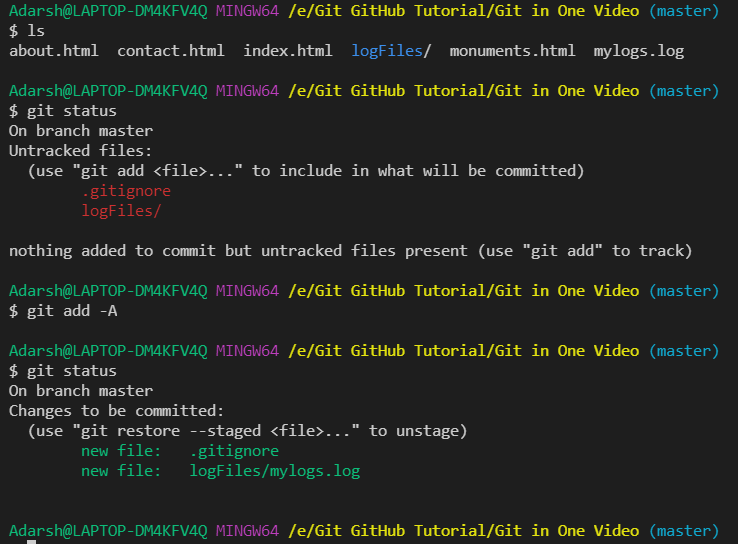 Adarsh@LAPTOP-DM4KFV4Q MINGW64 /e/Git GitHub Tutorial/Git in One Video (master)
$ ls
about.html  contact.html  index.html  logFiles/  monuments.html  mylogs.log

Adarsh@LAPTOP-DM4KFV4Q MINGW64 /e/Git GitHub Tutorial/Git in One Video (master)
$ git status
On branch master
Untracked files:
  (use "git add <file>..." to include in what will be committed)
        .gitignore
        logFiles/

nothing added to commit but untracked files present (use "git add" to track)

Adarsh@LAPTOP-DM4KFV4Q MINGW64 /e/Git GitHub Tutorial/Git in One Video (master)
$ git add -A

Adarsh@LAPTOP-DM4KFV4Q MINGW64 /e/Git GitHub Tutorial/Git in One Video (master)
$ git status
On branch master
Changes to be committed:
  (use "git restore --staged <file>..." to unstage)
        new file:   .gitignore
        new file:   logFiles/mylogs.log

Adarsh@LAPTOP-DM4KFV4Q MINGW64 /e/Git GitHub Tutorial/Git in One Video (master)